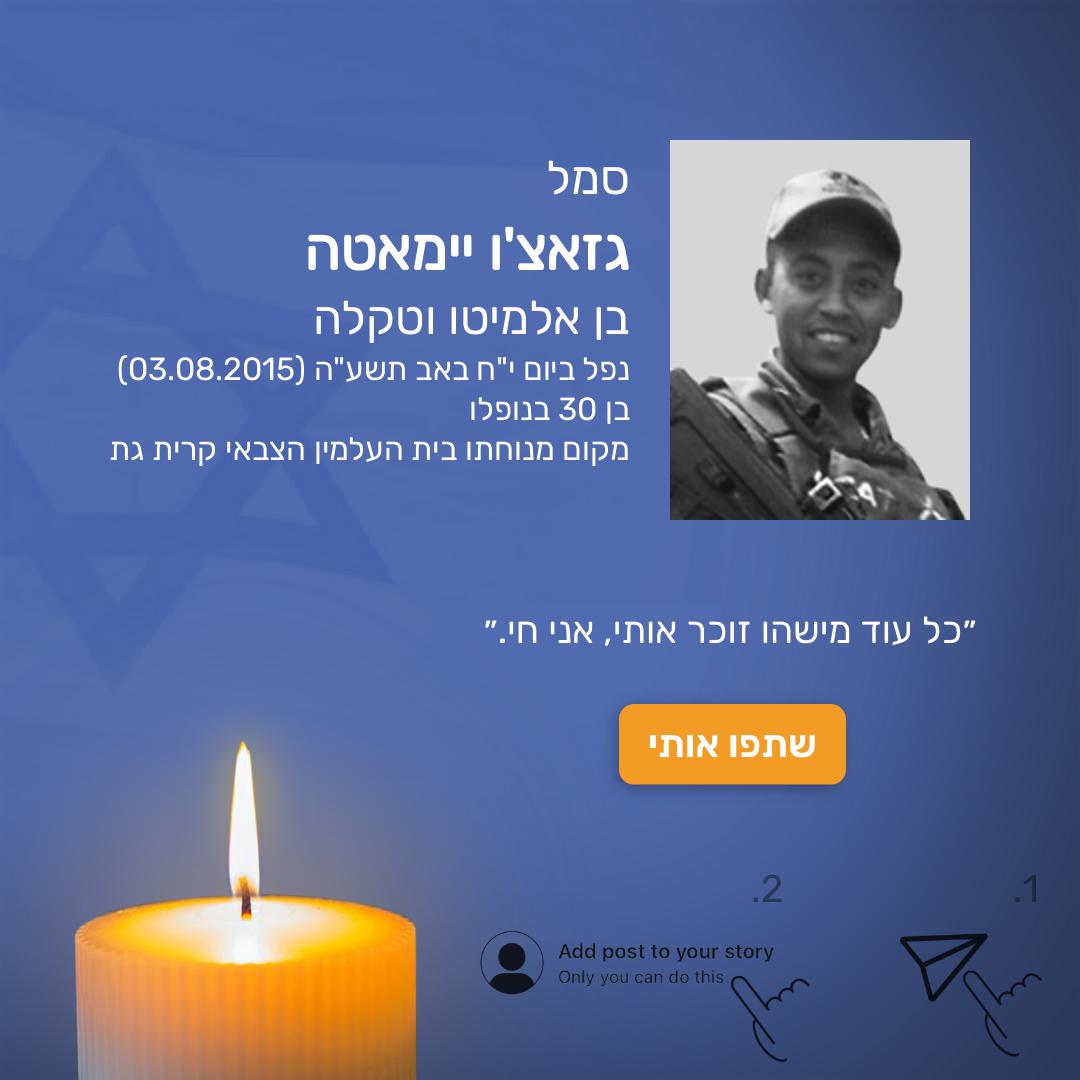 סמל
גזאצ'ו יימאטה
בן אלמיטו וטקלה
נפל ביום י"ח באב תשע"ה (03.08.2015)
בן 30 בנופלו
מקום מנוחתו בית העלמין הצבאי קרית גת
״כל עוד מישהו זוכר אותי, אני חי.״
שתפו אותי
1.
2.
Add post to your story
Only you can do this